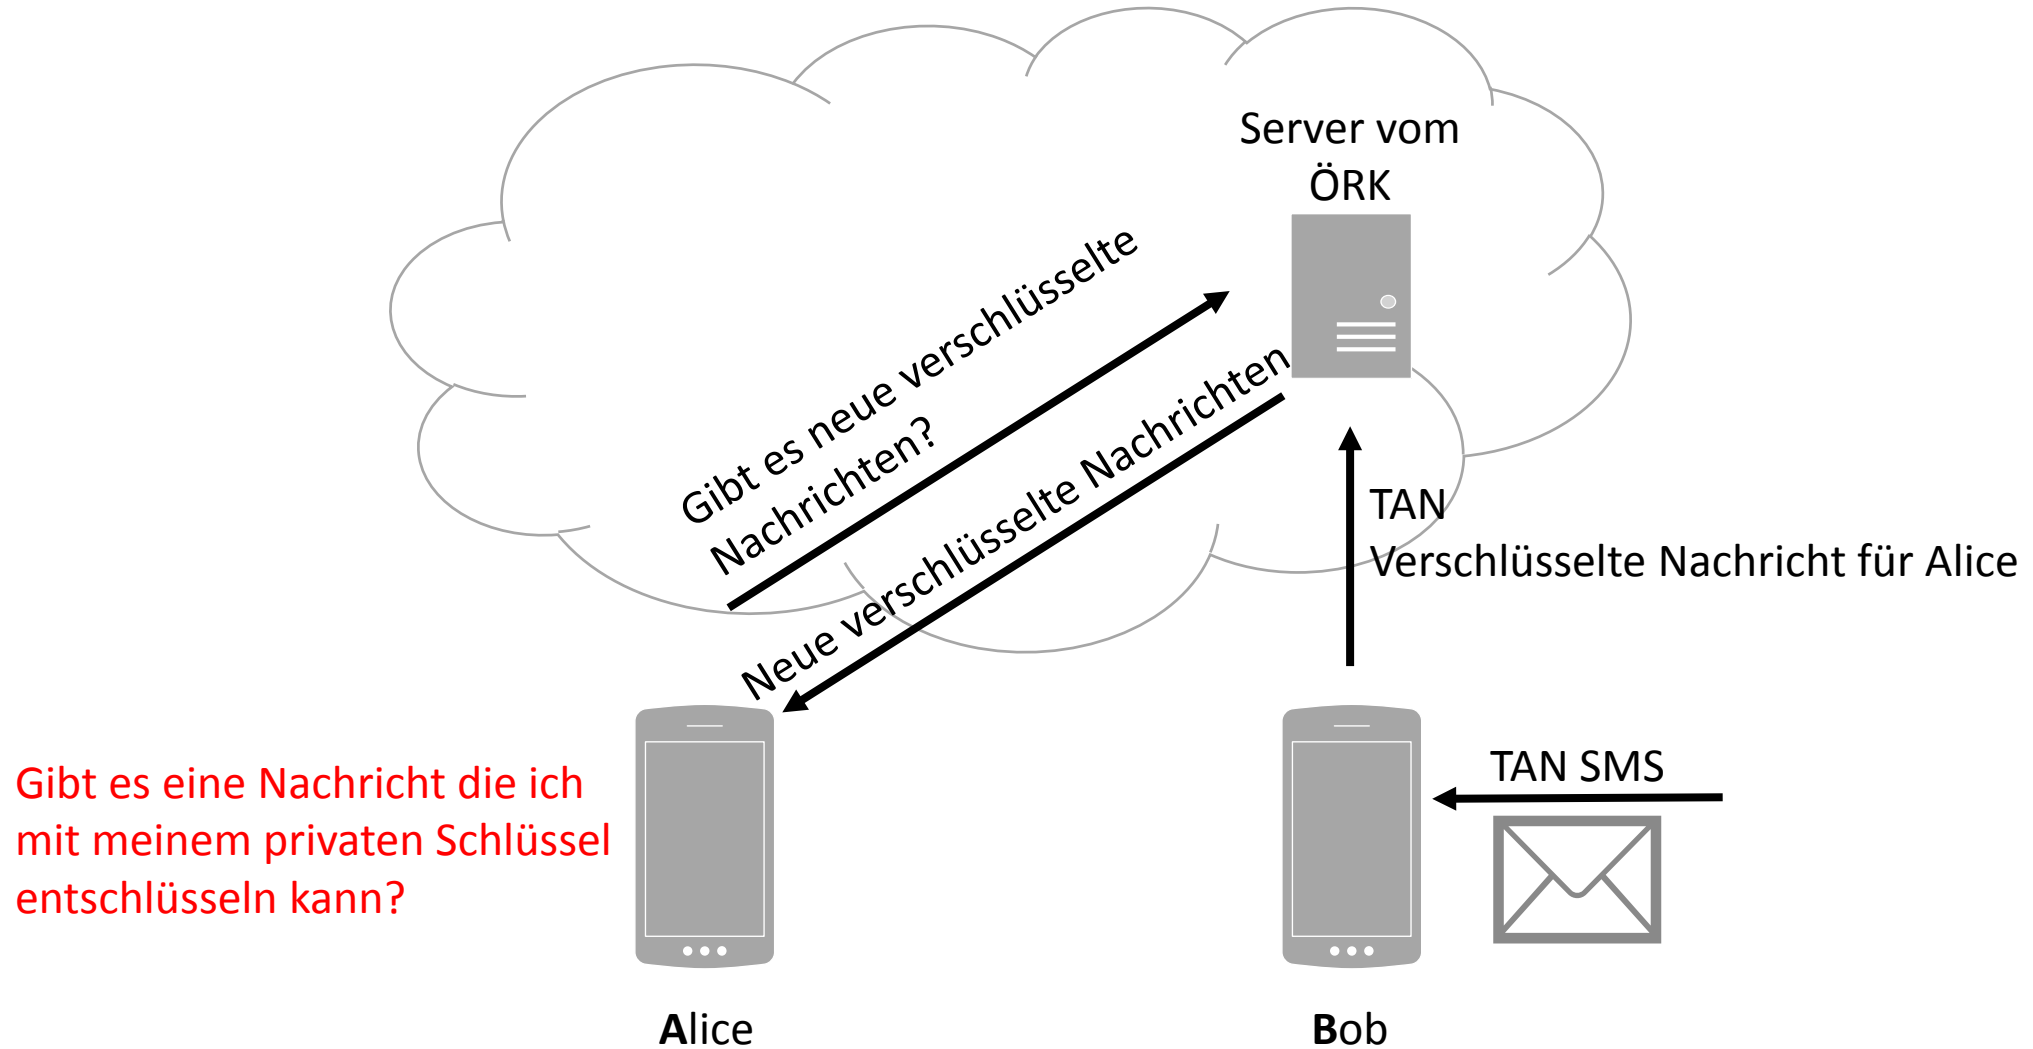 Server vom
ÖRK
Gibt es neue verschlüsselte
Nachrichten?
Neue verschlüsselte Nachrichten
TAN
Verschlüsselte Nachricht für Alice
TAN SMS
Gibt es eine Nachricht die ich
mit meinem privaten Schlüssel
entschlüsseln kann?
Alice
Bob